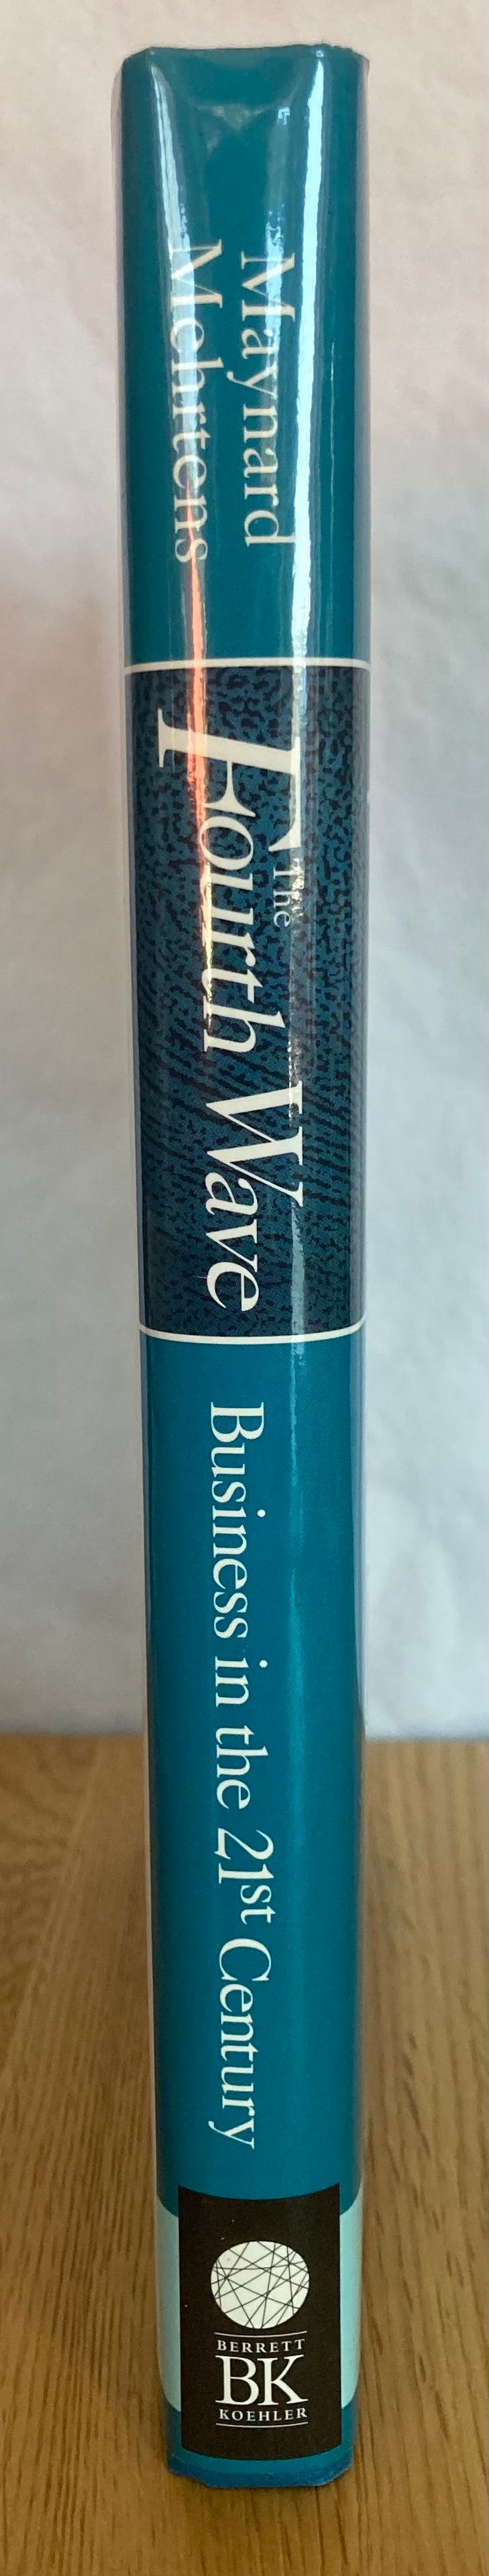 Maynard
Mehrtens
The
Fourth Wave
Business in the 21st Century
BERRETT
BK
KOEHLER